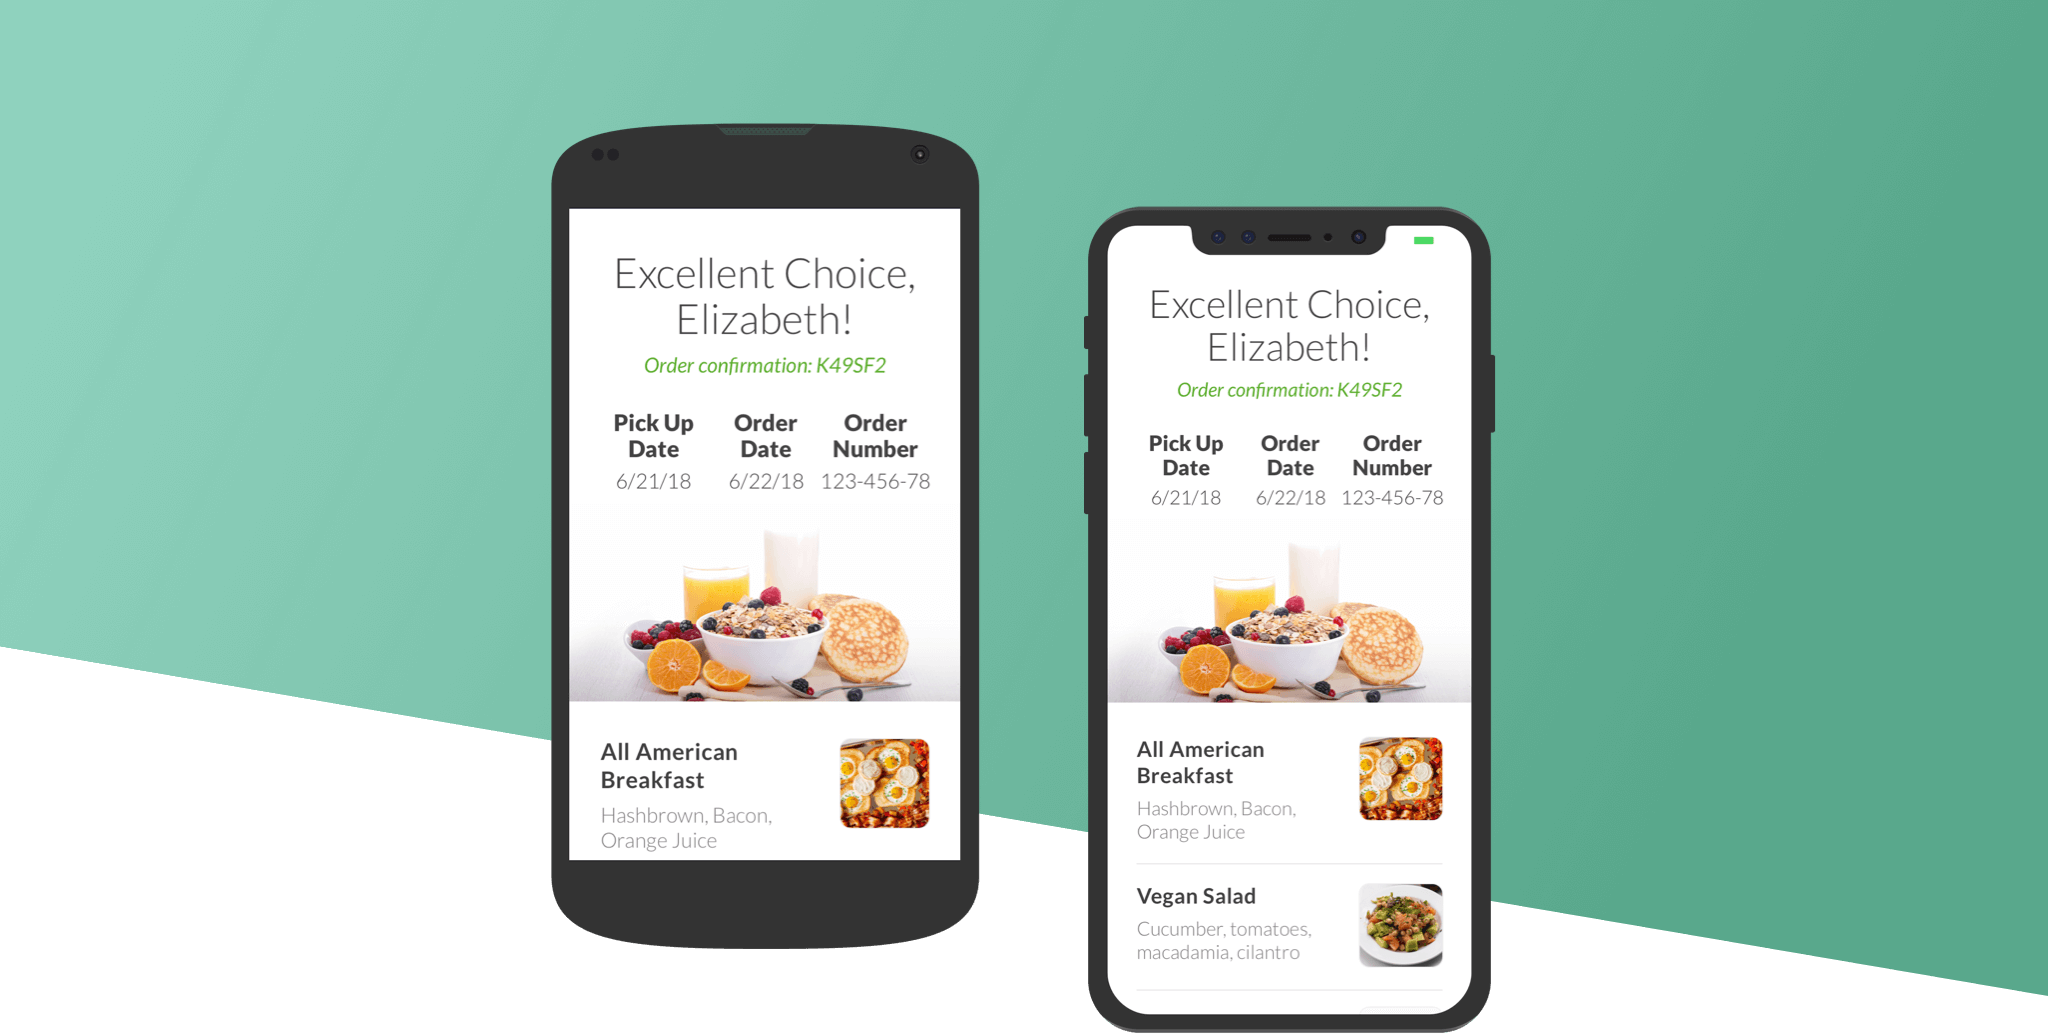 Excellent Choice,
Elizabeth!
Order confirmation: K49SF2
Pick Up Date
Order Date
Order Number
6/21/18
6/22/18
123-456-78
All American
Breakfast
Hashbrown, Bacon,
Orange Juice
Excellent Choice,
Elizabeth!
Order confirmation: K49SF2
Pick Up Date
Order Date
Order Number
6/21/18
6/22/18
123-456-78
All American
Breakfast
Hashbrown, Bacon,
Orange Juice
Vegan Salad
Cucumber, tomatoes,
macadamia, cilantro